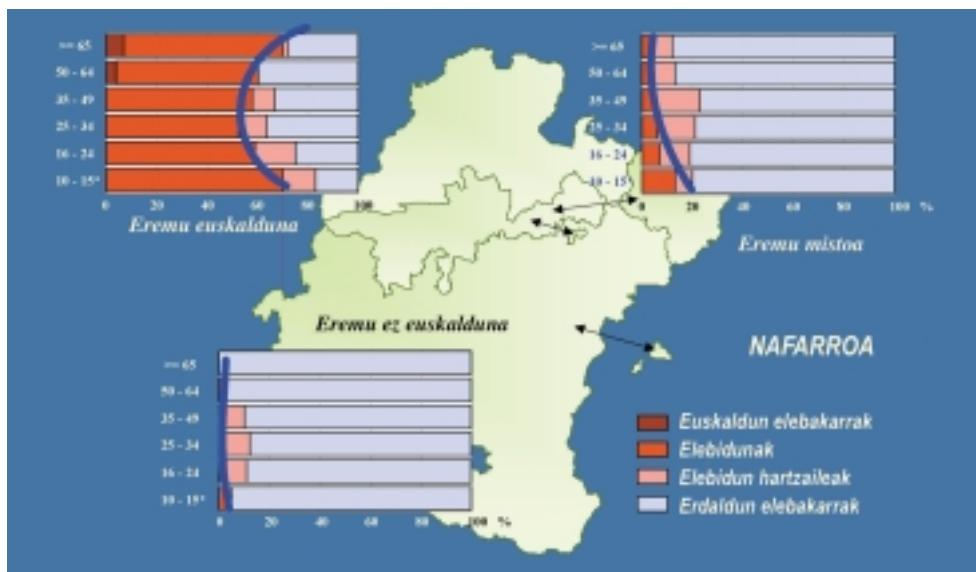 >= 65
50 - 64
35 - 49
25 - 34
16 - 24
10 - 15*
0 20 40 60 80 100
Eremu euskalduna
>= 65
50 - 64
35 - 49
25 - 34
16 - 24
10 - 15
0 20 40 60 80 100 %
Eremu mistoa
Eremu ez euskalduna
>= 65
50 - 64
35 - 49
25 - 34
16 - 24
10 - 15*
0 20 40 60 80 100 %
NAFARROA
Euskaldun elebakarrak
Elebidunak
Elebidun hartzaileak
Erdaldun elebakarrak